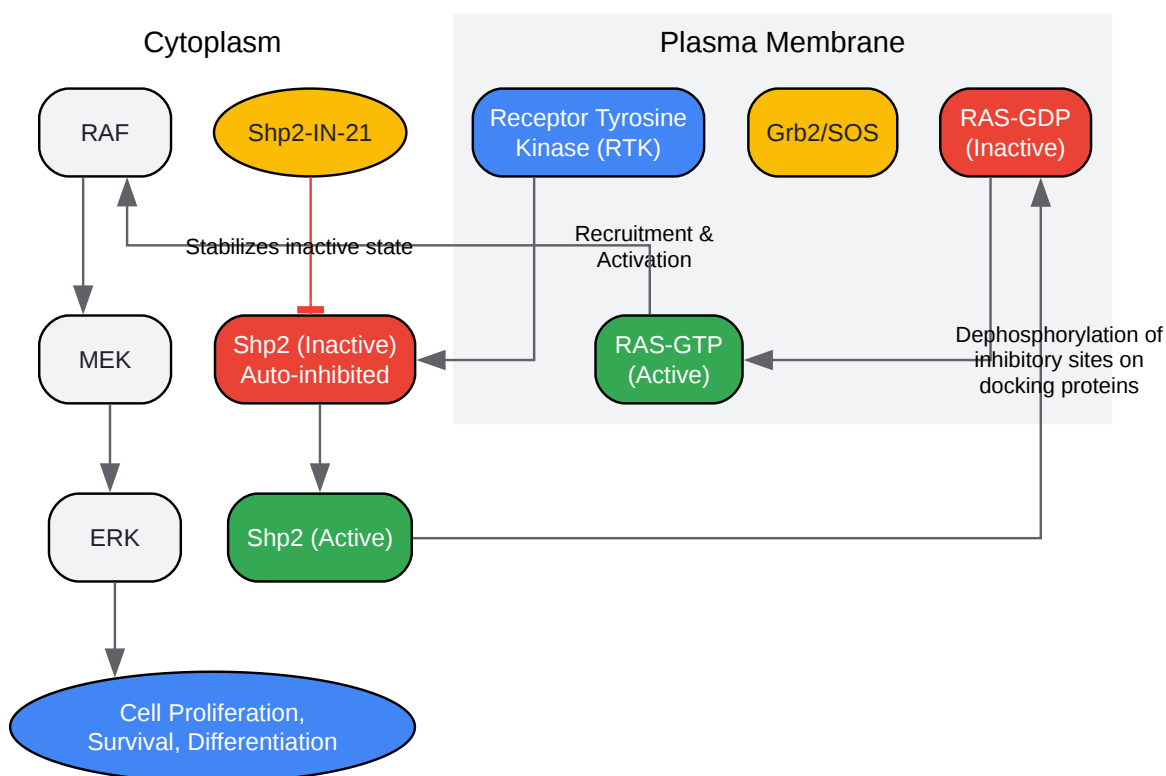 Cytoplasm
Plasma Membrane
RAF
Shp2-IN-21
Receptor Tyrosine
Kinase (RTK)
Grb2/SOS
RAS-GDP
(Inactive)
Stabilizes inactive state
Recruitment &
Activation
MEK
Shp2 (Inactive)
Auto-inhibited
RAS-GTP
(Active)
Dephosphorylation of
inhibitory sites on
docking proteins
ERK
Shp2 (Active)
Cell Proliferation,
Survival, Differentiation